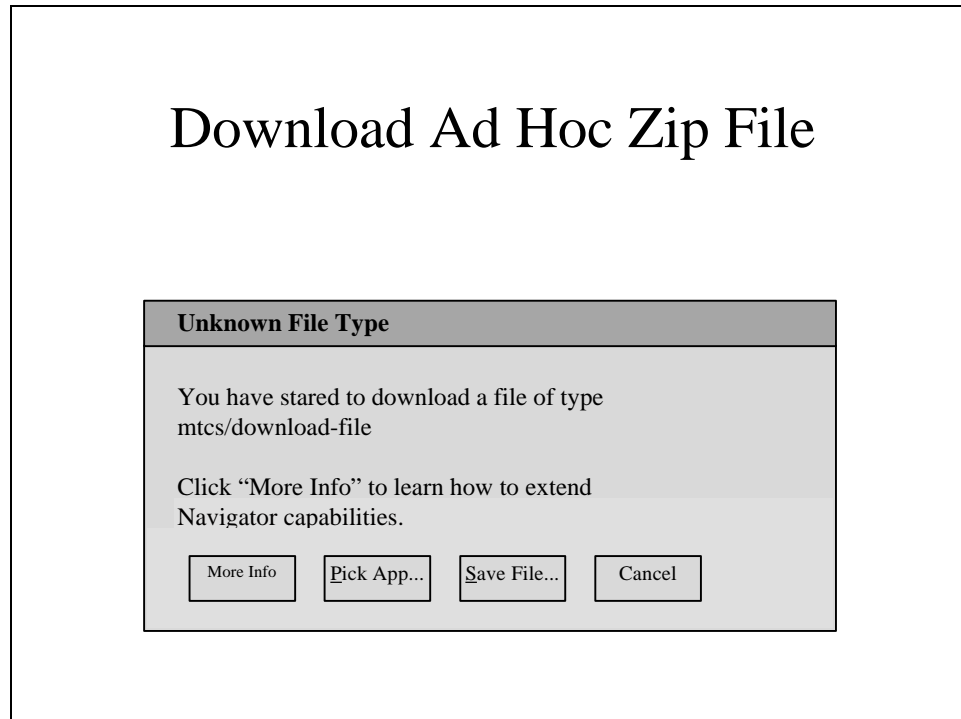 Download Ad Hoc Zip File
Unknown File Type
You have stared to download a file of type
mtcs/download-file
Click “More Info” to learn how to extend
Navigator capabilities.
More Info
Pick App...
Save File...
Cancel